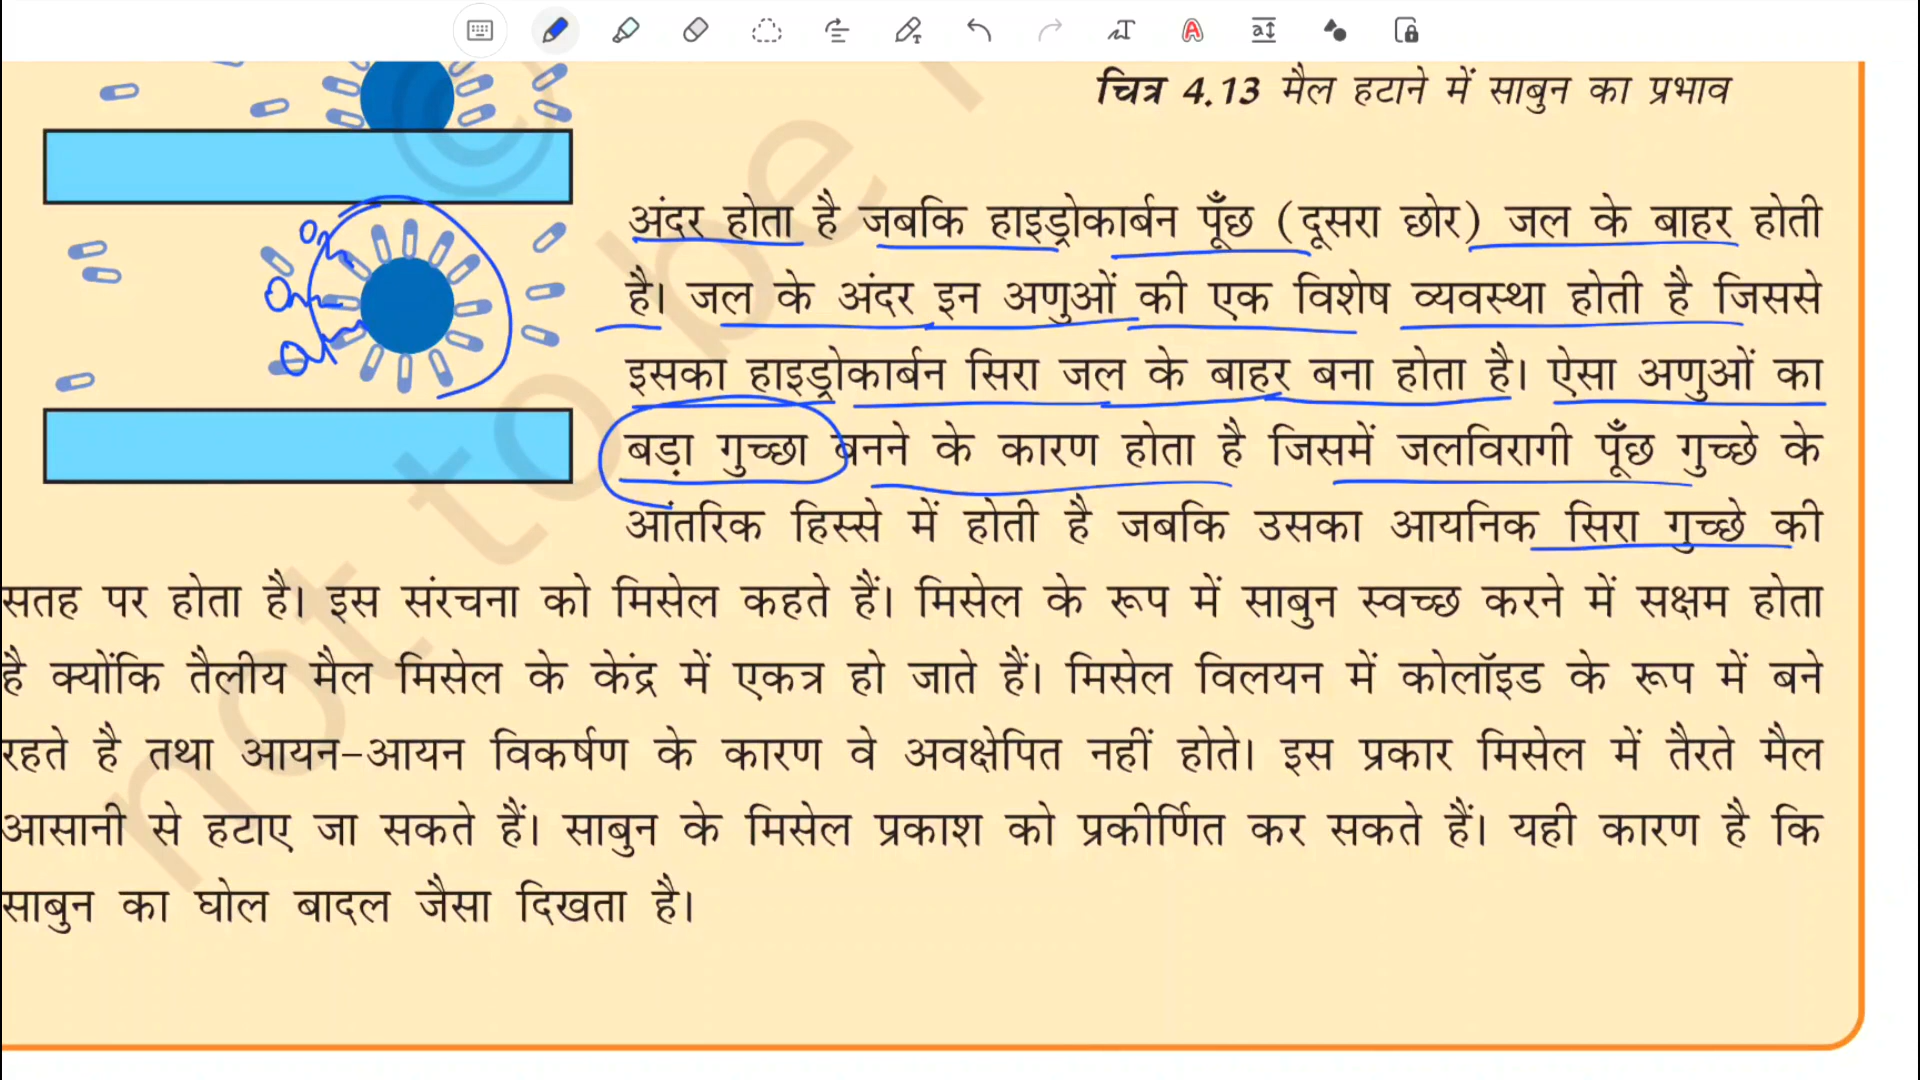 चित्र 4.13 मैल हटाने में साबुन का प्रभाव
अंदर होता है जबकि हाइड्रोकार्बन पूँछ (दूसरा छोर) जल के बाहर होती
है। जल के अंदर इन अणुओं की एक विशेष व्यवस्था होती है जिससे
इसका हाइड्रोकार्बन सिरा जल के बाहर बना होता है। ऐसा अणुओं का
बड़ा गुच्छा बनने के कारण होता है जिसमें जलविरागी पूँछ गुच्छे के
आंतरिक हिस्से में होती है जबकि उसका आयनिक सिरा गुच्छे की
सतह पर होता है। इस संरचना को मिसेल कहते हैं। मिसेल के रूप में साबुन स्वच्छ करने में सक्षम होता
है क्योंकि तैलीय मैल मिसेल के केंद्र में एकत्र हो जाते हैं। मिसेल विलयन में कोलॉइड के रूप में बने
रहते है तथा आयन-आयन विकर्षण के कारण वे अवक्षेपित नहीं होते। इस प्रकार मिसेल में तैरते मैल
आसानी से हटाए जा सकते हैं। साबुन के मिसेल प्रकाश को प्रकीर्णित कर सकते हैं। यही कारण है कि
साबुन का घोल बादल जैसा दिखता है।
not to be r